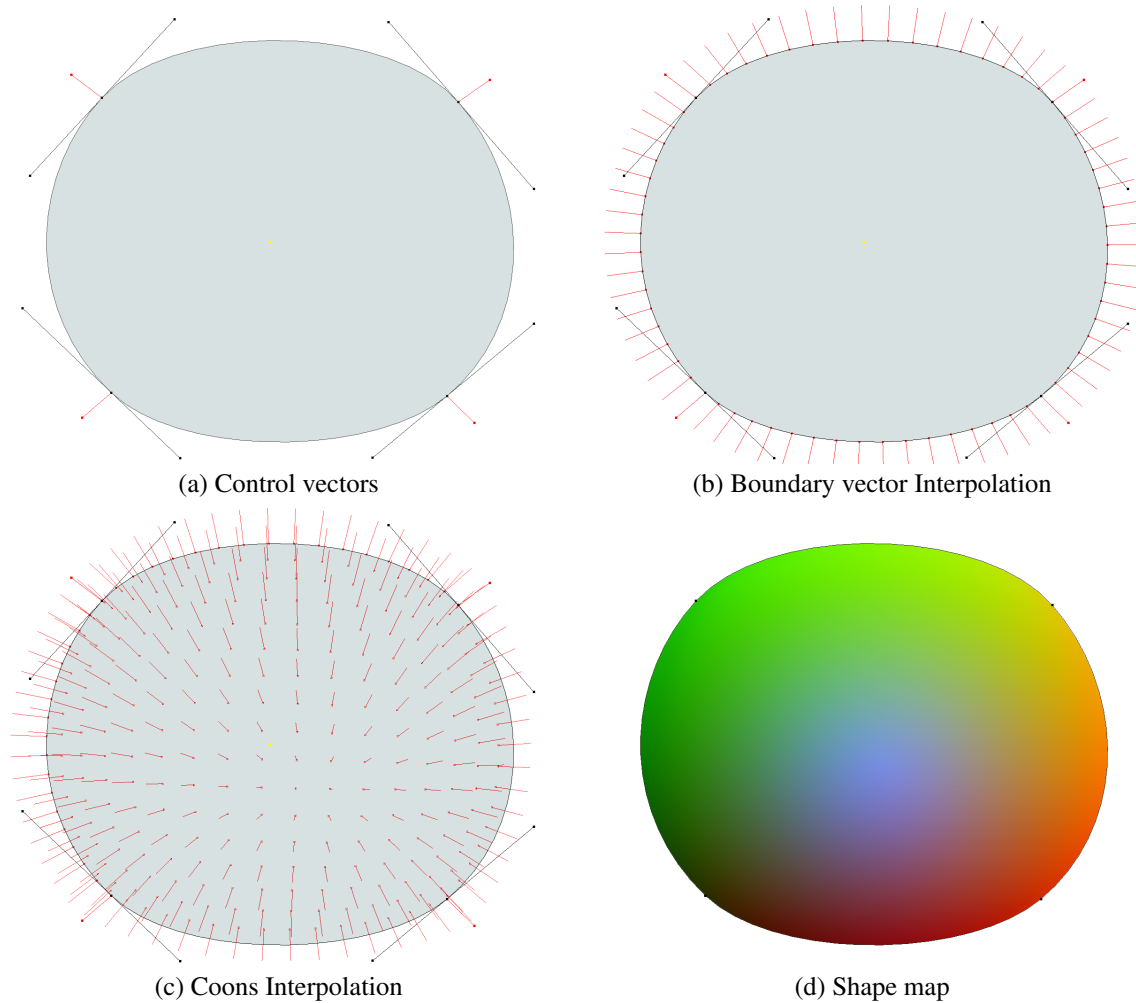 (a) Control vectors
(b) Boundary vector Interpolation
(c) Coons Interpolation
(d) Shape map